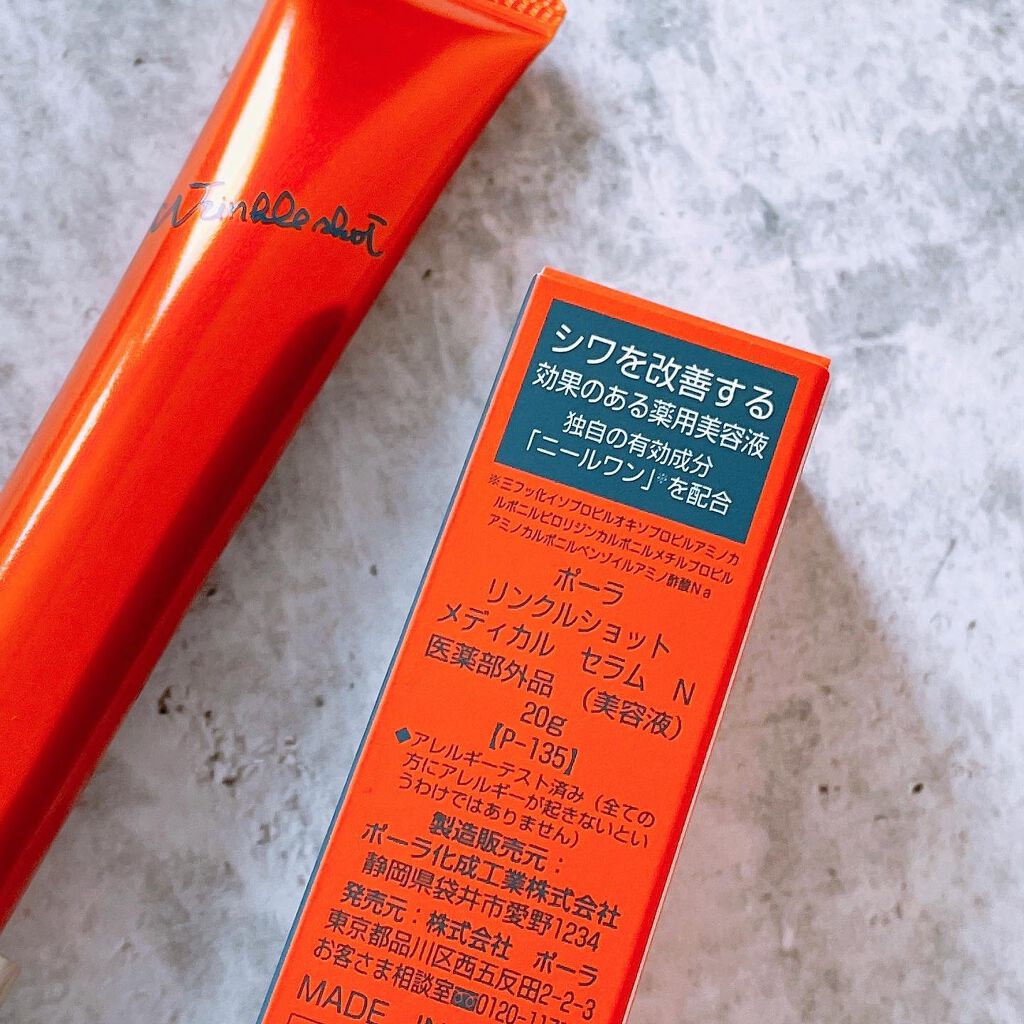 Wrinkle shot
シワを改善する
効果のある薬用美容液
独自の有効成分
「ニールワン」※を配合
※三フッ化イソプロピルオキソプロピルアミノカ
ルボニルピロリジンカルボニルメチルプロピル
アミノカルボニルベンゾイルアミノ酢酸Na
ポーラ
リンクルショット
メディカル セラム N
医薬部外品 (美容液)
20g
【P-135】
◆アレルギーテスト済み(全ての
方にアレルギーが起きないとい
うわけではありません)
製造販売元:
ポーラ化成工業株式会社
静岡県袋井市愛野1234
発売元:株式会社 ポーラ
東京都品川区西五反田2-2-3
お客さま相談室 0120-117
MADE IN